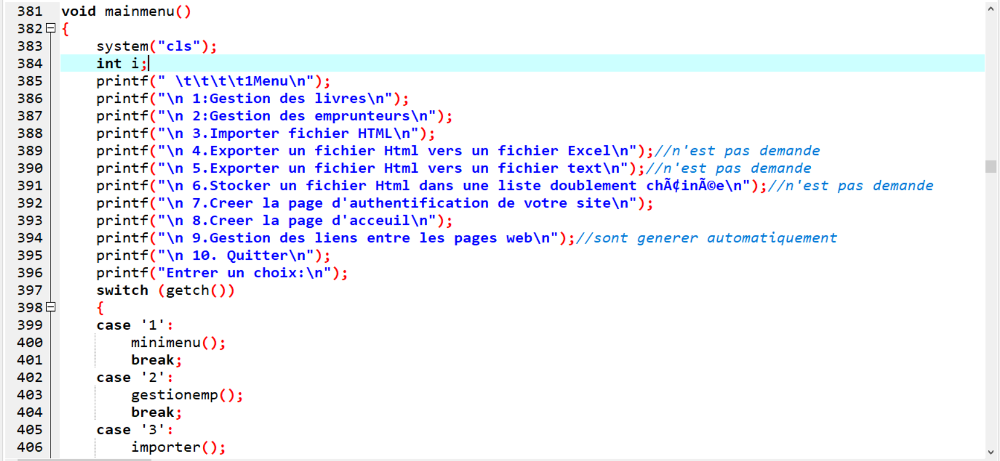 381 void mainmenu()
382 {
383 system("cls");
384 int i;
385 printf(" \t\t\t\t1Menu\n");
386 printf("\n 1:Gestion des livres\n");
387 printf("\n 2:Gestion des emprunteurs\n");
388 printf("\n 3.Importer fichier HTML\n");
389 printf("\n 4.Exporter un fichier Html vers un fichier Excel\n");//n'est pas demande
390 printf("\n 5.Exporter un fichier Html vers un fichier text\n");//n'est pas demande
391 printf("\n 6.Stocker un fichier Html dans une liste doublement chÃ¢inÃ©e\n");//n'est pas demande
392 printf("\n 7.Creer la page d'authentification de votre site\n");
393 printf("\n 8.Creer la page d'acceuil\n");
394 printf("\n 9.Gestion des liens entre les pages web\n");//sont generer automatiquement
395 printf("\n 10. Quitter\n");
396 printf("Entrer un choix:\n");
397 switch (getch())
398 {
399 case '1':
400 minimenu();
401 break;
402 case '2':
403 gestionemp();
404 break;
405 case '3':
406 importer();